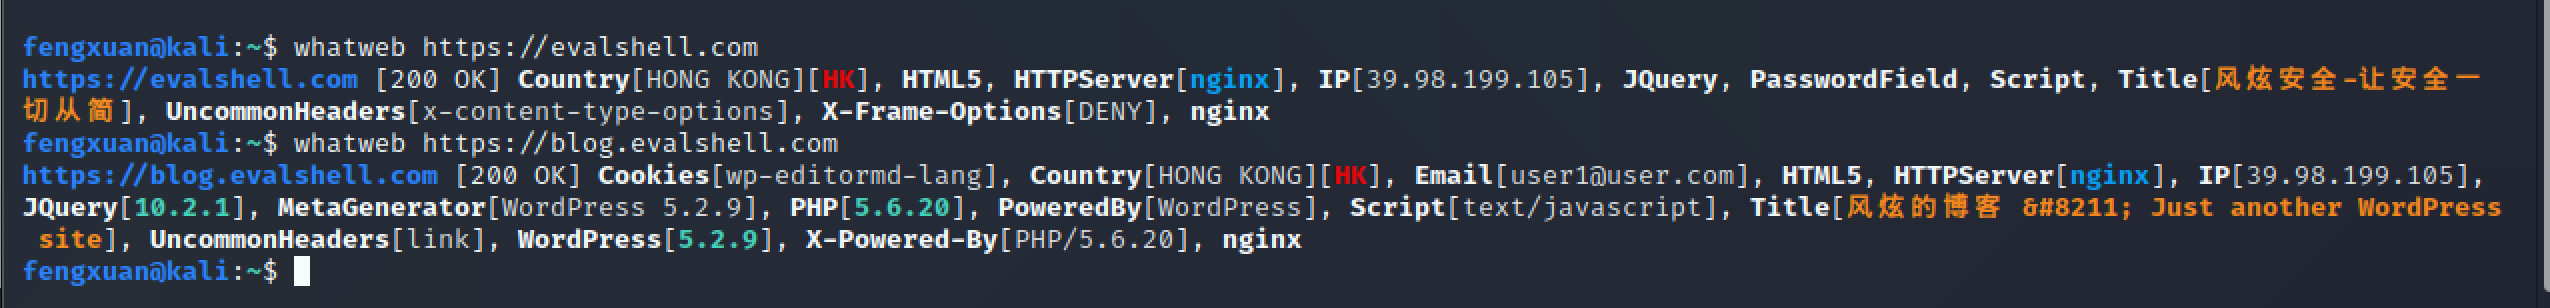 fengxuan@kali:~$ whatweb https://evalshell.com
https://evalshell.com [200 OK] Country[HONG KONG][HK], HTML5, HTTPServer[nginx], IP[39.98.199.105], JQuery, PasswordField, Script, Title[风炫安全-让安全一
切从简], UncommonHeaders[x-content-type-options], X-Frame-Options[DENY], nginx
fengxuan@kali:~$ whatweb https://blog.evalshell.com
https://blog.evalshell.com [200 OK] Cookies[wp-editormd-lang], Country[HONG KONG][HK], Email[user1@user.com], HTML5, HTTPServer[nginx], IP[39.98.199.105],
JQuery[10.2.1], MetaGenerator[WordPress 5.2.9], PHP[5.6.20], PoweredBy[WordPress], Script[text/javascript], Title[风炫的博客 &#8211; Just another WordPress
site], UncommonHeaders[link], WordPress[5.2.9], X-Powered-By[PHP/5.6.20], nginx
fengxuan@kali:~$